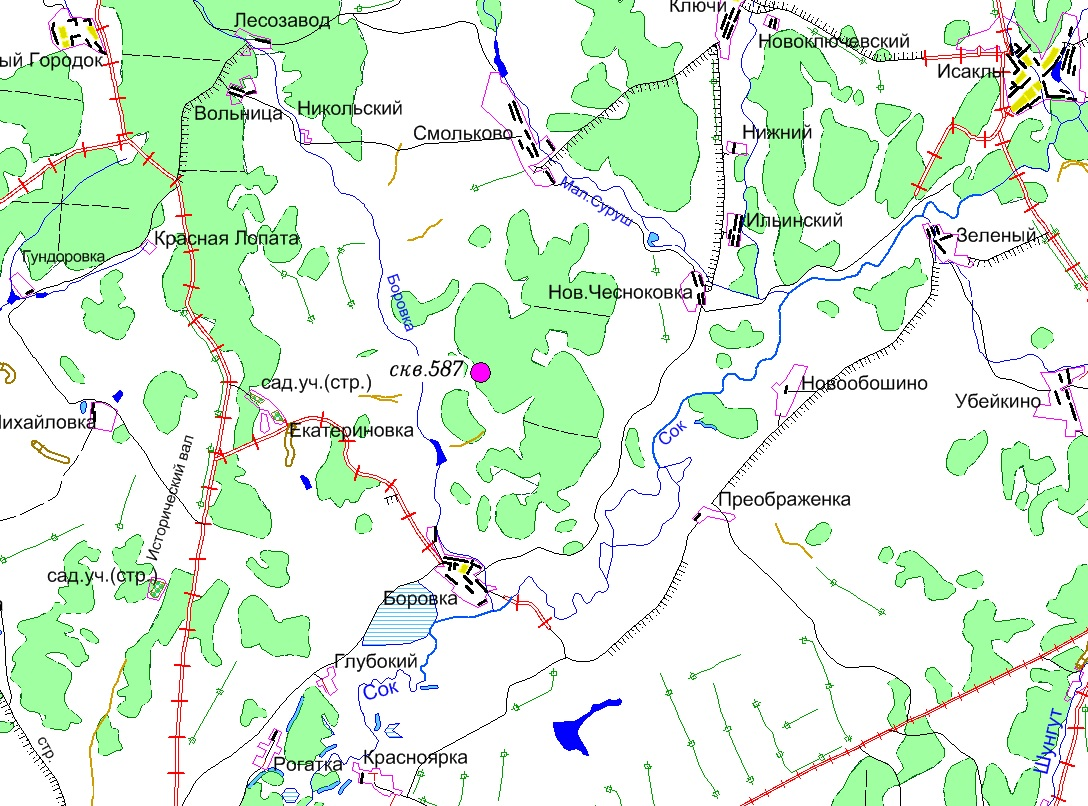 Ключи
Лесозавод
Новоключевский
ый Городок
Исаклы
Вольница
Никольский
Смольково
Нижний
Мал.Суруш
Ильинский
Красная Лопата
Зеленый
Гундоровка
Нов.Чесноковка
Боровка
скв.587
сад.уч.(стр.)
Новообошино
Убейкино
Михайловка
Екатериновка
Сок
Исторический вал
Преображенка
Е
сад.уч.(стр.)
Боровка
Глубокий
Сок
Шунгут
стр.
Рогатка
Красноярка